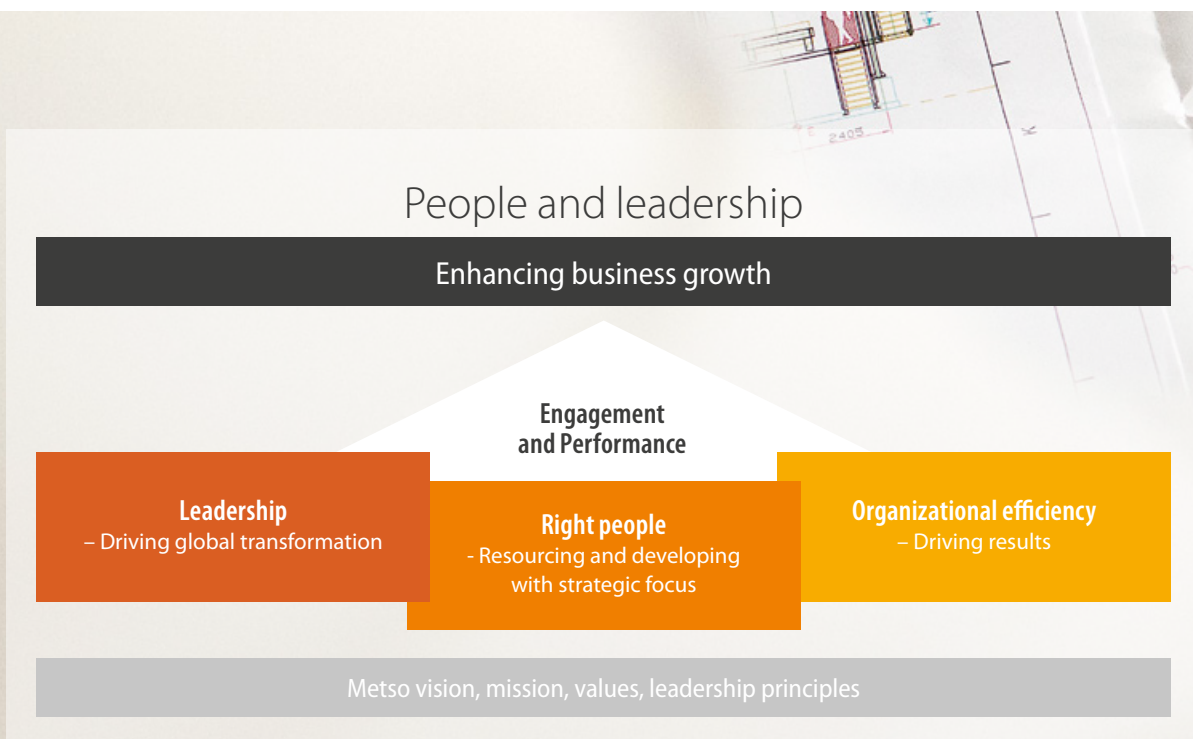 2405
K
People and leadership
Enhancing business growth
Engagement
and Performance
Leadership
– Driving global transformation
Right people
- Resourcing and developing
with strategic focus
Organizational efficiency
– Driving results
Metso vision, mission, values, leadership principles